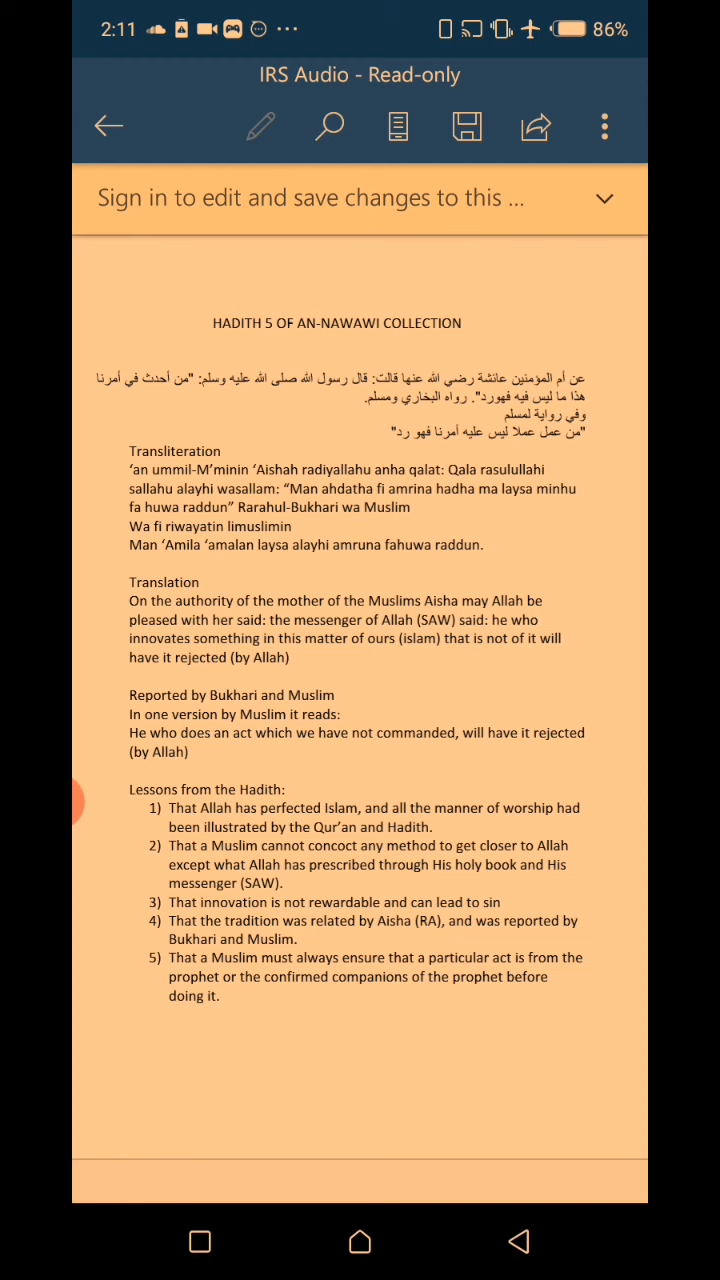 2:11
86%
IRS Audio - Read-only
Sign in to edit and save changes to this ...
HADITH 5 OF AN-NAWAWI COLLECTION
عن أم المؤمنين عائشة رضي الله عنها قالت: قال رسول الله صلى الله عليه وسلم: "من أحدث في أمرنا
هذا ما ليس فيه فهورد". رواه البخاري ومسلم.
وفي رواية لمسلم
"من عمل عملا ليس عليه أمرنا فهو رد"
Transliteration
‘an ummil-M’minin ‘Aishah radiyallahu anha qalat: Qala rasulullahi
sallahu alayhi wasallam: “Man ahdatha fi amrina hadha ma laysa minhu
fa huwa raddun” Rarahul-Bukhari wa Muslim
Wa fi riwayatin limuslimin
Man ‘Amila ‘amalan laysa alayhi amruna fahuwa raddun.
Translation
On the authority of the mother of the Muslims Aisha may Allah be
pleased with her said: the messenger of Allah (SAW) said: he who
innovates something in this matter of ours (islam) that is not of it will
have it rejected (by Allah)
Reported by Bukhari and Muslim
In one version by Muslim it reads:
He who does an act which we have not commanded, will have it rejected
(by Allah)
Lessons from the Hadith:
1) That Allah has perfected Islam, and all the manner of worship had
been illustrated by the Qur’an and Hadith.
2) That a Muslim cannot concoct any method to get closer to Allah
except what Allah has prescribed through His holy book and His
messenger (SAW).
3) That innovation is not rewardable and can lead to sin
4) That the tradition was related by Aisha (RA), and was reported by
Bukhari and Muslim.
5) That a Muslim must always ensure that a particular act is from the
prophet or the confirmed companions of the prophet before
doing it.